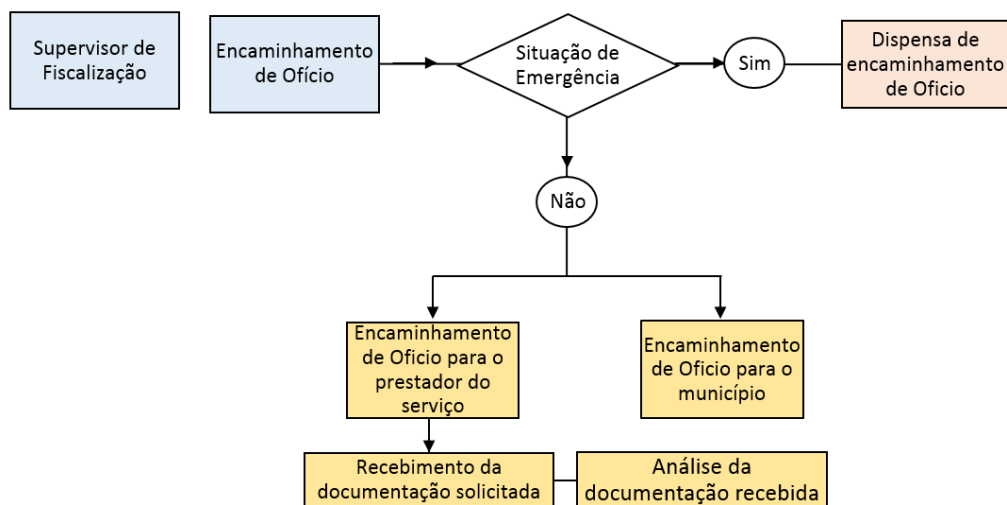 Supervisor de
Fiscalização
Encaminhamento
de Ofício
Situação de
Emergência
Sim
Dispensa de
encaminhamento
de Oficio
Não
Encaminhamento
de Oficio para o
prestador do
serviço
Encaminhamento
de Oficio para o
município
Recebimento da
documentação solicitada
Análise da
documentação recebida